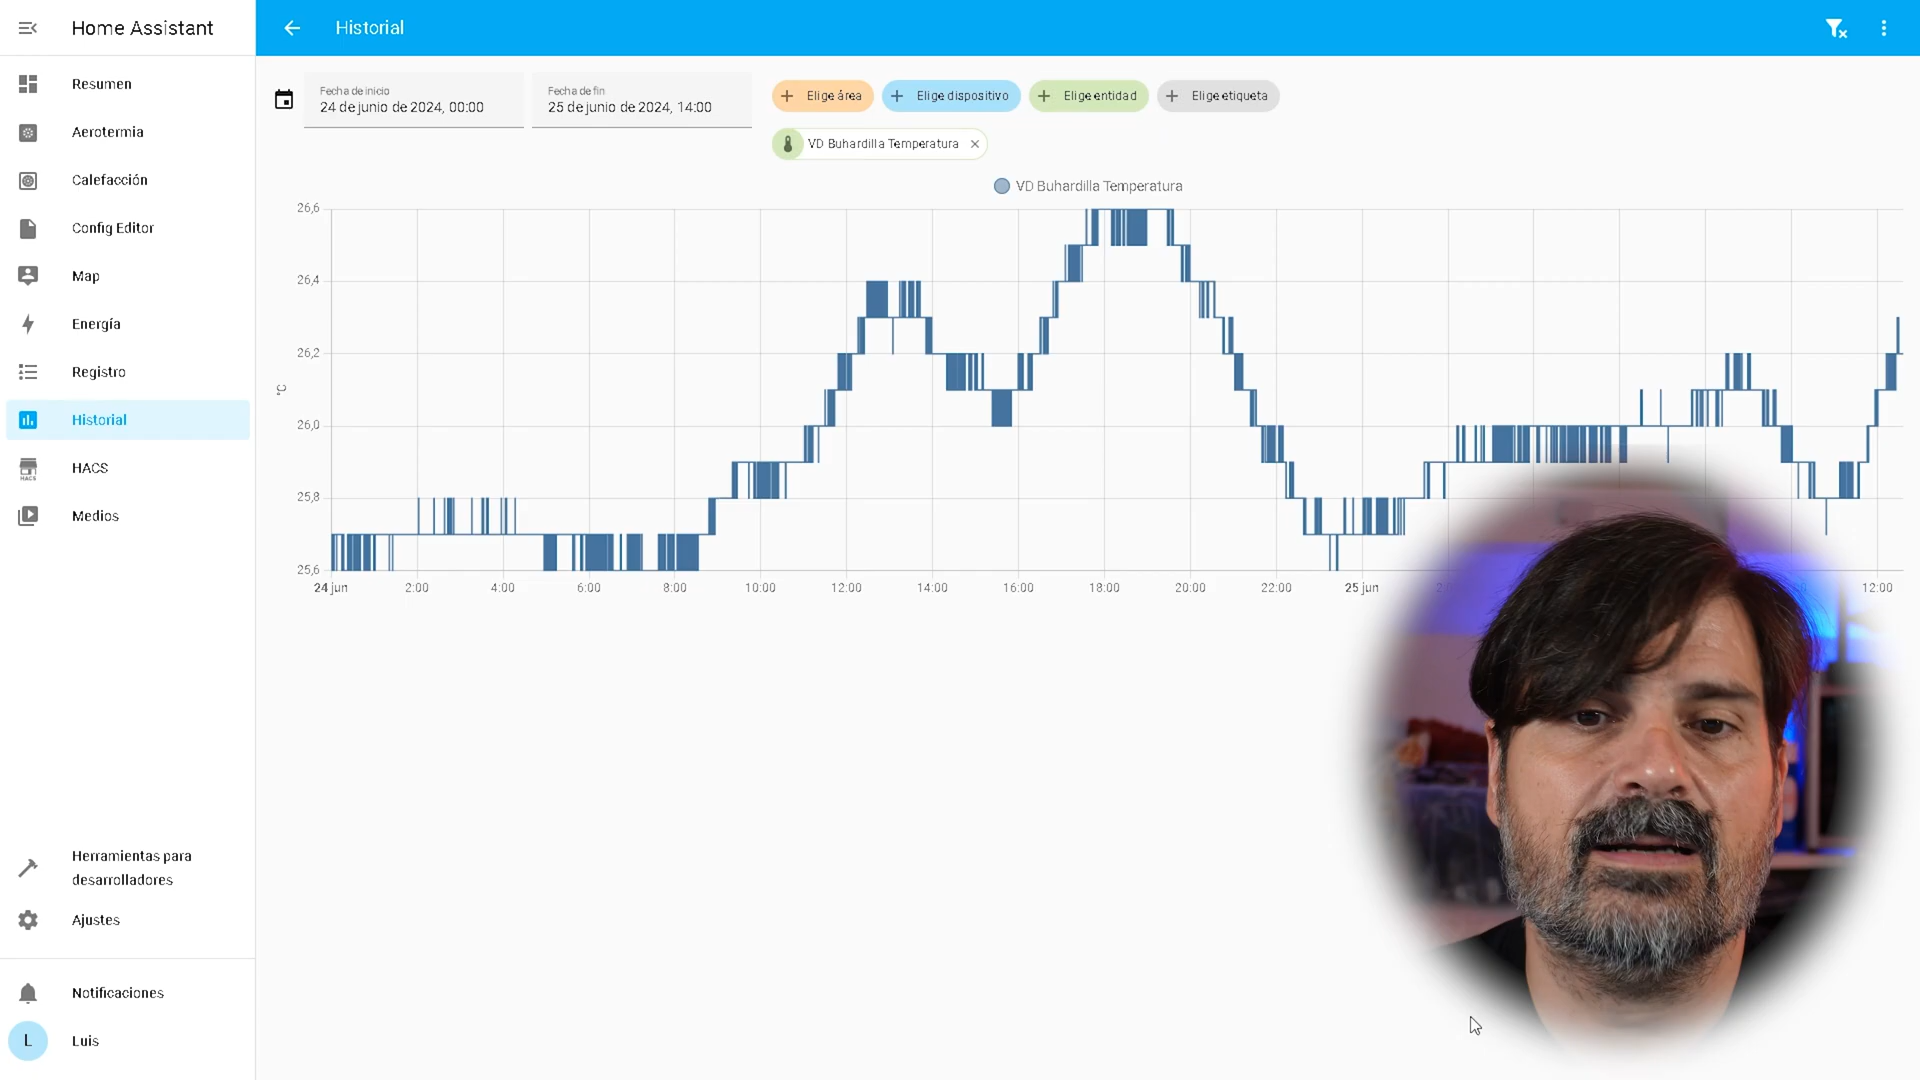 Home Assistant
Historial
Resumen
Aerotermia
Calefacción
Config Editor
Map
Energía
Registro
Historial
HACS
HACS
Medios
Herramientas para
desarrolladores
Ajustes
Notificaciones
L
Luis
Fecha de inicio
24 de junio de 2024, 00:00
Fecha de fin
25 de junio de 2024, 14:00
Elige área
Elige dispositivo
Elige entidad
Elige etiqueta
VD Buhardilla Temperatura
VD Buhardilla Temperatura
26,6
26,4
26,2
°C
26,0
25,8
25,6
24 jun 2:00 4:00 6:00 8:00 10:00 12:00 14:00 16:00 18:00 20:00 22:00 25 jun 12:00